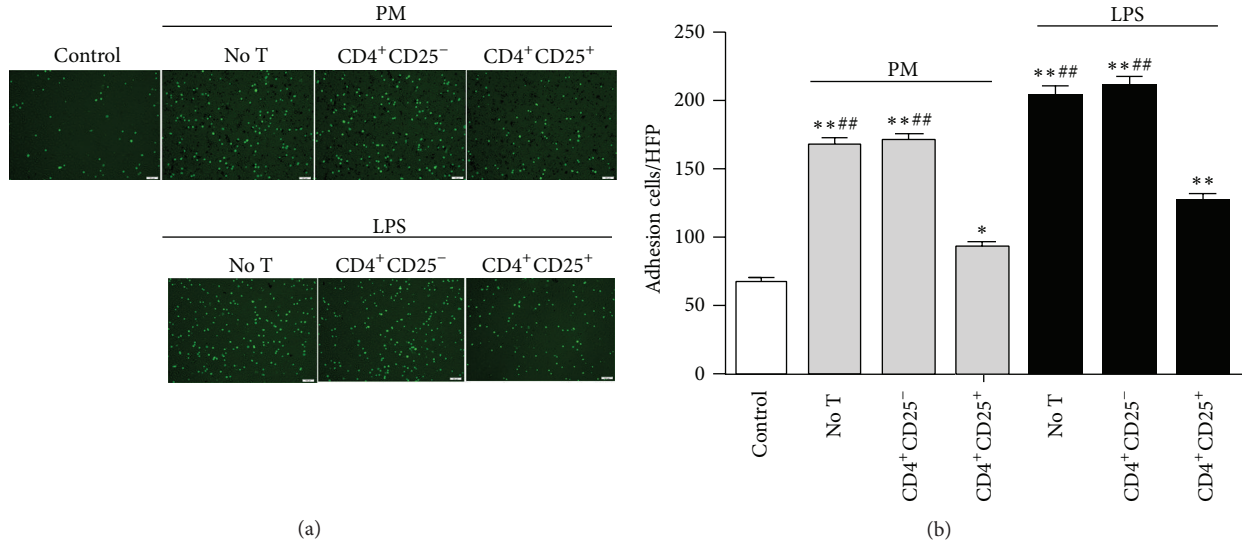 PM
Control No T CD4⁺CD25⁻ CD4⁺CD25⁺
LPS
No T CD4⁺CD25⁻ CD4⁺CD25⁺
(a)
Adhesion cells/HFP
250
200
150
100
50
0
PM
LPS
**##
**##
*
**##
**##
**
Control
No T
CD4⁺CD25⁻
CD4⁺CD25⁺
No T
CD4⁺CD25⁻
CD4⁺CD25⁺
(b)